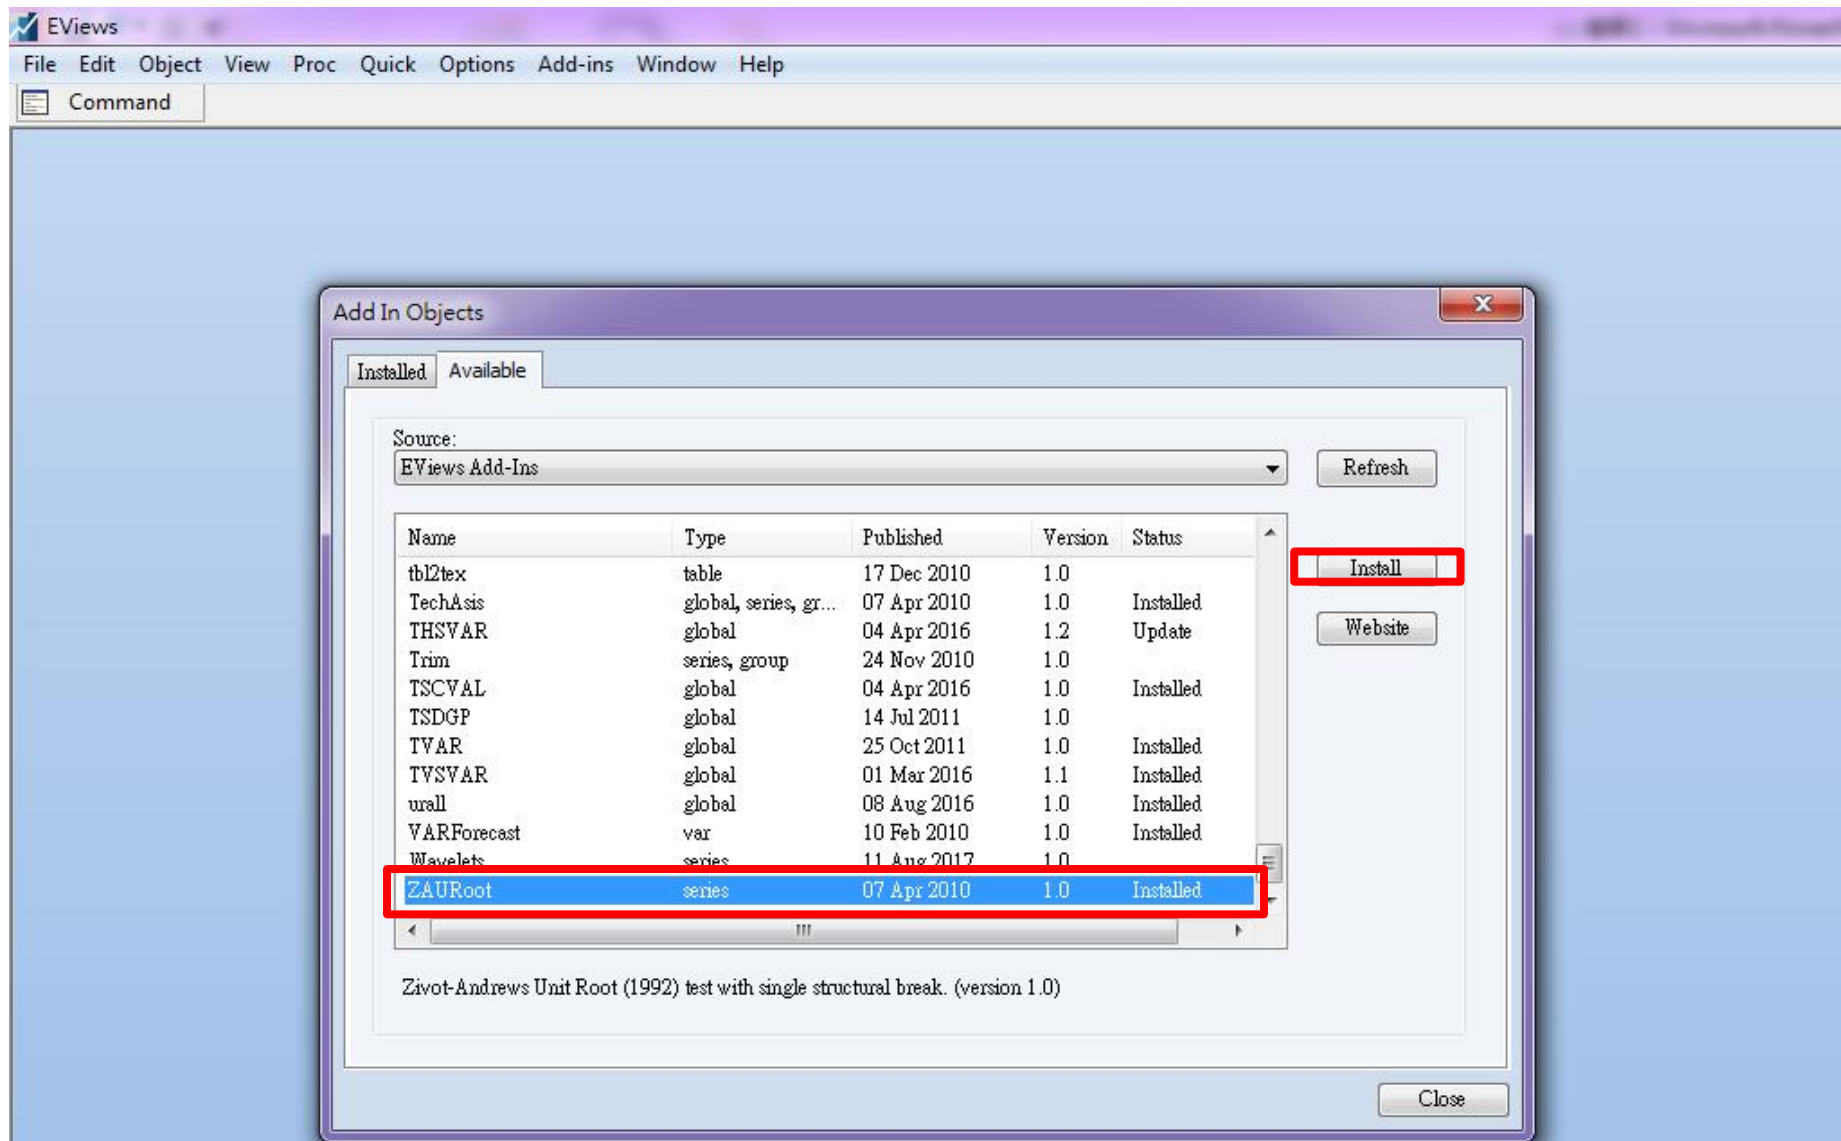 EViews
File Edit Object View Proc Quick Options Add-ins Window Help
Command
Add In Objects
Installed Available
Source:
EViews Add-Ins Refresh
Name Type Published Version Status
tbl2tex table 17 Dec 2010 1.0
Install
TechAsis global, series, gr... 07 Apr 2010 1.0 Installed
THSVAR global 04 Apr 2016 1.2 Update
Website
Trim series, group 24 Nov 2010 1.0
TSCVAL global 04 Apr 2016 1.0 Installed
TSDGP global 14 Jul 2011 1.0
TVAR global 25 Oct 2011 1.0 Installed
TVSVAR global 01 Mar 2016 1.1 Installed
urall global 08 Aug 2016 1.0 Installed
VARForecast var 10 Feb 2010 1.0 Installed
Wavelets series 11 Aug 2017 1.0
ZAURoot series 07 Apr 2010 1.0 Installed
Zivot-Andrews Unit Root (1992) test with single structural break. (version 1.0)
Close